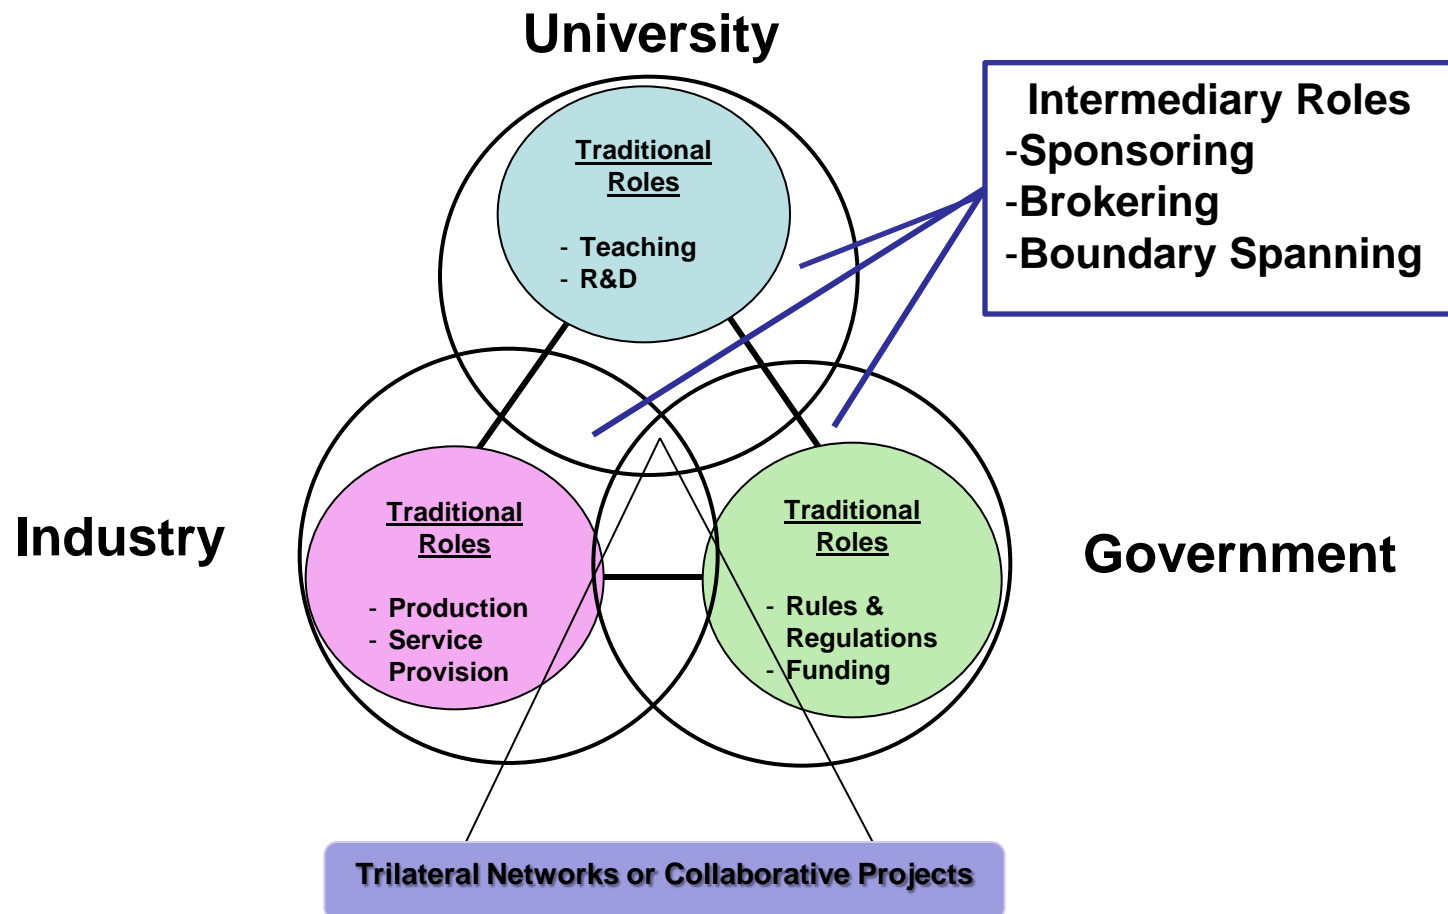 University
Intermediary Roles
-Sponsoring
-Brokering
-Boundary Spanning
Traditional
Roles
- Teaching
- R&D
Industry
Traditional
Roles
- Production
- Service
Provision
Traditional
Roles
- Rules &
Regulations
- Funding
Government
Trilateral Networks or Collaborative Projects